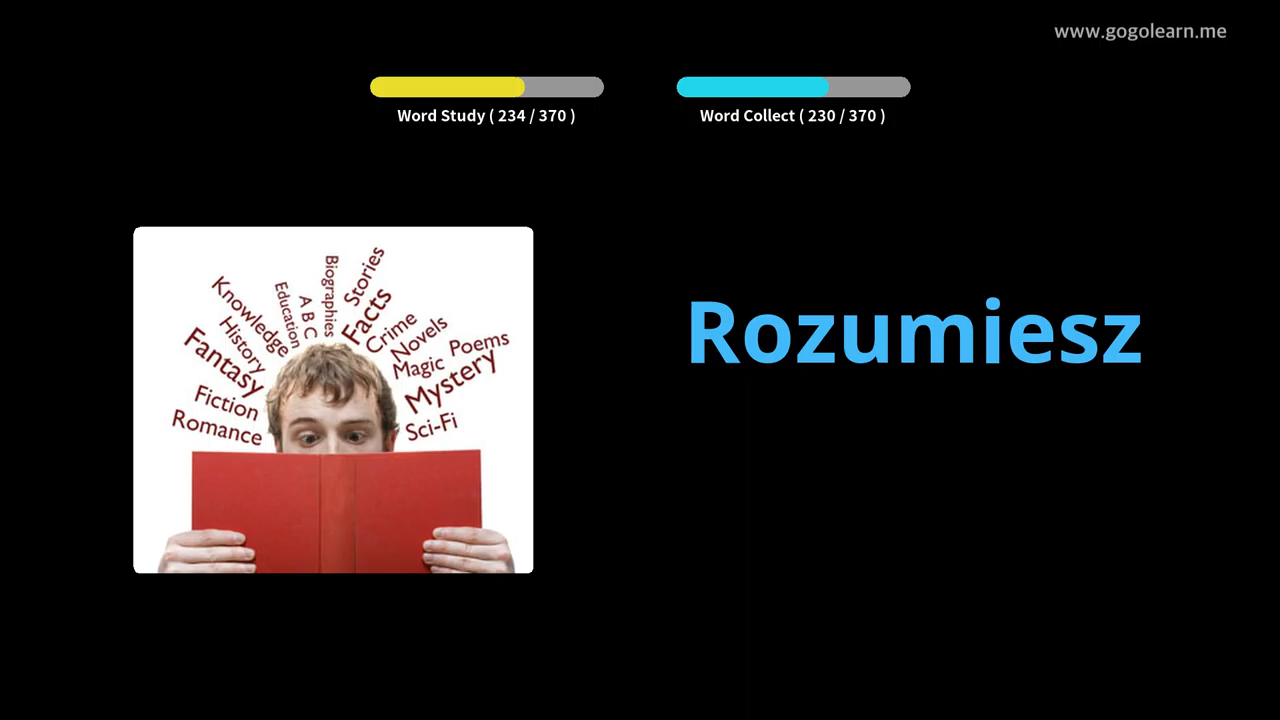 www.gogolearn.me
Word Study ( 234 / 370 )
Word Collect ( 230 / 370 )
Rozumiesz
Biographies
Stories
Education
A B C
Facts
Knowledge
Crime
History
Novels
Fantasy
Magic
Poems
Mystery
Fiction
Romance
Sci-Fi